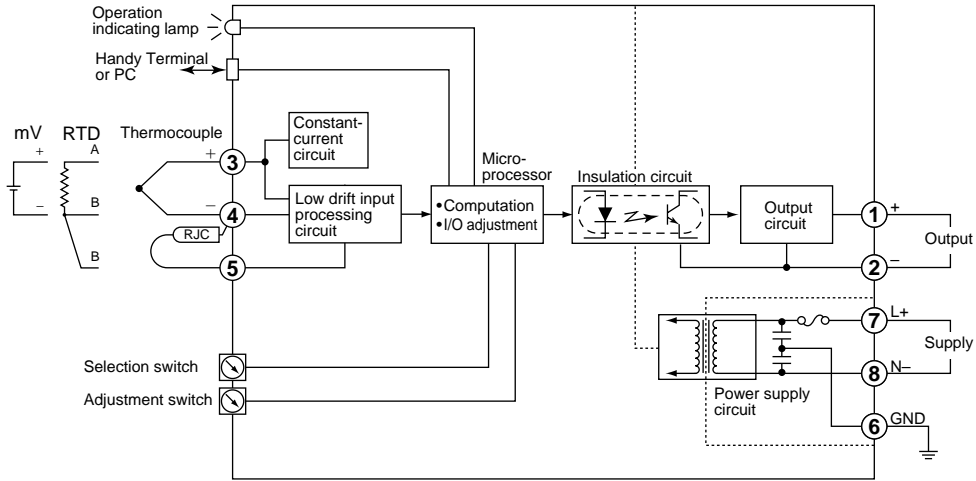 Operation
indicating lamp
Handy Terminal
or PC
mV
RTD
Thermocouple
+
−
A
B
B
+
−
3
4
5
RJC
Constant-
current
circuit
Low drift input
processing
circuit
Micro-
processor
•Computation
•I/O adjustment
Insulation circuit
Output
circuit
1
+
2
−
Output
7
L+
8
N−
Supply
6
GND
Power supply
circuit
Selection switch
Adjustment switch